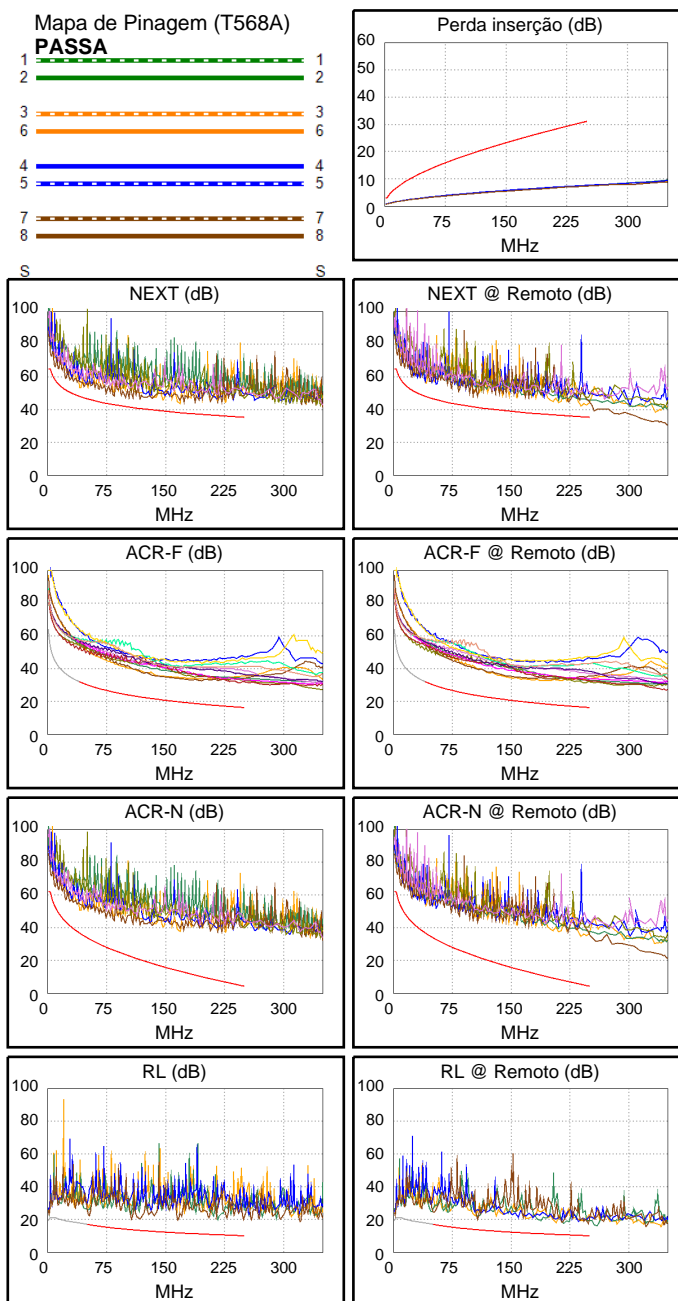 Mapa de Pinagem (T568A)
PASSA
1 1
2 2
3 3
6 6
4 4
5 5
7 7
8 8
S S
Perda inserção (dB)
60
50
40
30
20
10
0
0 75 150 225 300
MHz
NEXT (dB)
100
80
60
40
20
0
0 75 150 225 300
MHz
NEXT @ Remoto (dB)
100
80
60
40
20
0
0 75 150 225 300
MHz
ACR-F (dB)
100
80
60
40
20
0
0 75 150 225 300
MHz
ACR-F @ Remoto (dB)
100
80
60
40
20
0
0 75 150 225 300
MHz
ACR-N (dB)
100
80
60
40
20
0
0 75 150 225 300
MHz
ACR-N @ Remoto (dB)
100
80
60
40
20
0
0 75 150 225 300
MHz
RL (dB)
100
80
60
40
20
0
0 75 150 225 300
MHz
RL @ Remoto (dB)
100
80
60
40
20
0
0 75 150 225 300
MHz